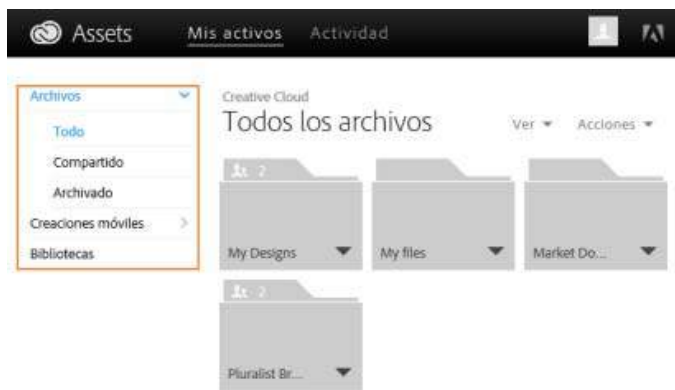 Assets Mis activos Actividad
Archivos
Todo
Compartido
Archivado
Creaciones móviles
Bibliotecas
Creative Cloud
Todos los archivos
Ver Acciones
2
My Designs My files Market Do...
2
Pluralist Br...